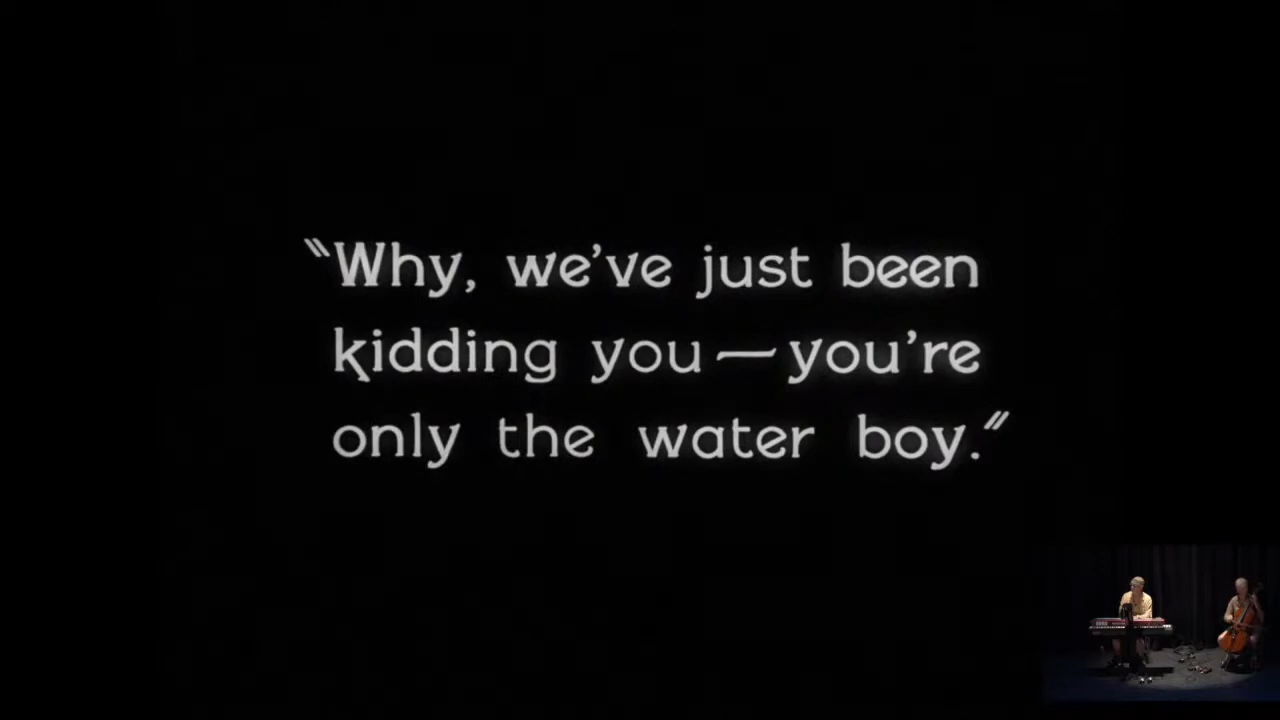 "Why, we've just been
kidding you — you're
only the water boy."